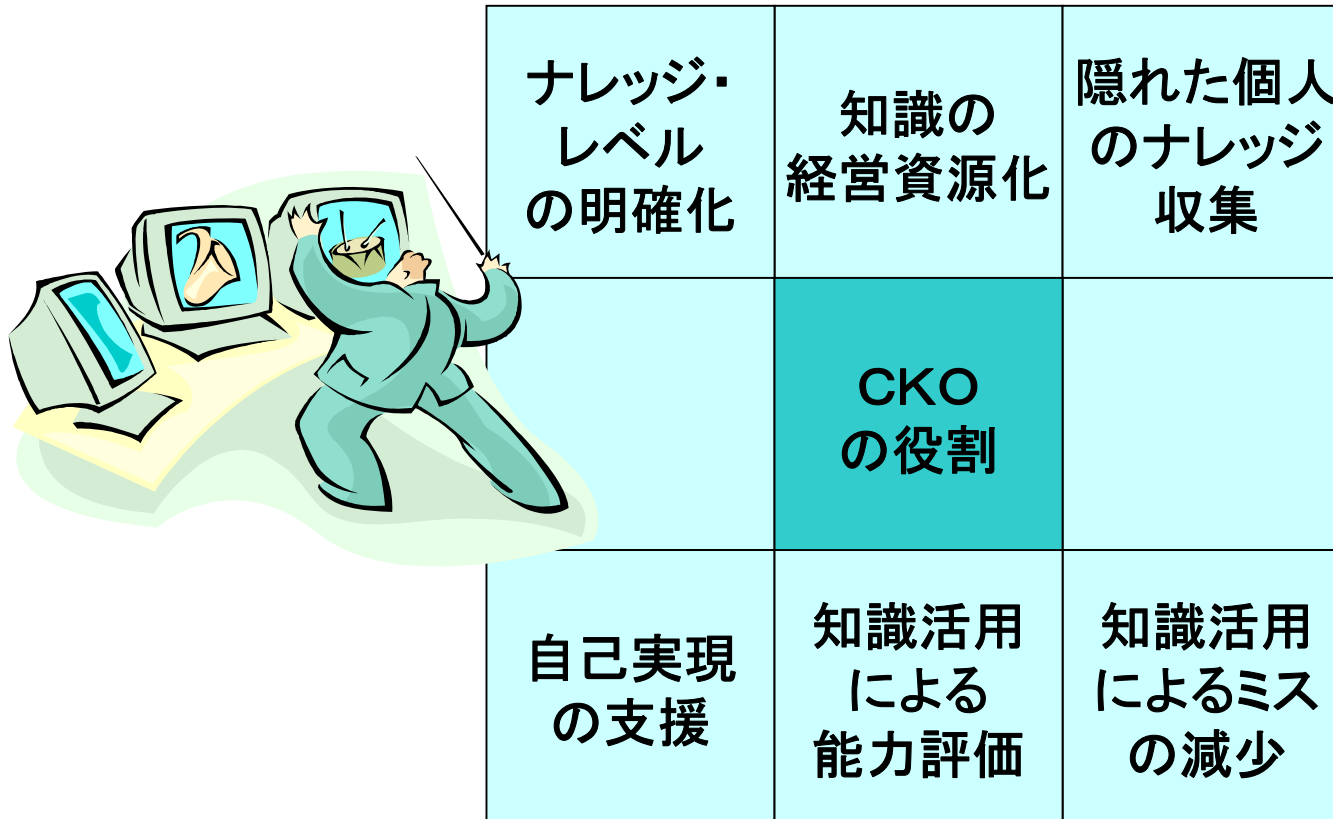 ナレッジ・
レベル
の明確化
知識の
経営資源化
隠れた個人
のナレッジ
収集
CKO
の役割
自己実現
の支援
知識活用
による
能力評価
知識活用
によるミス
の減少